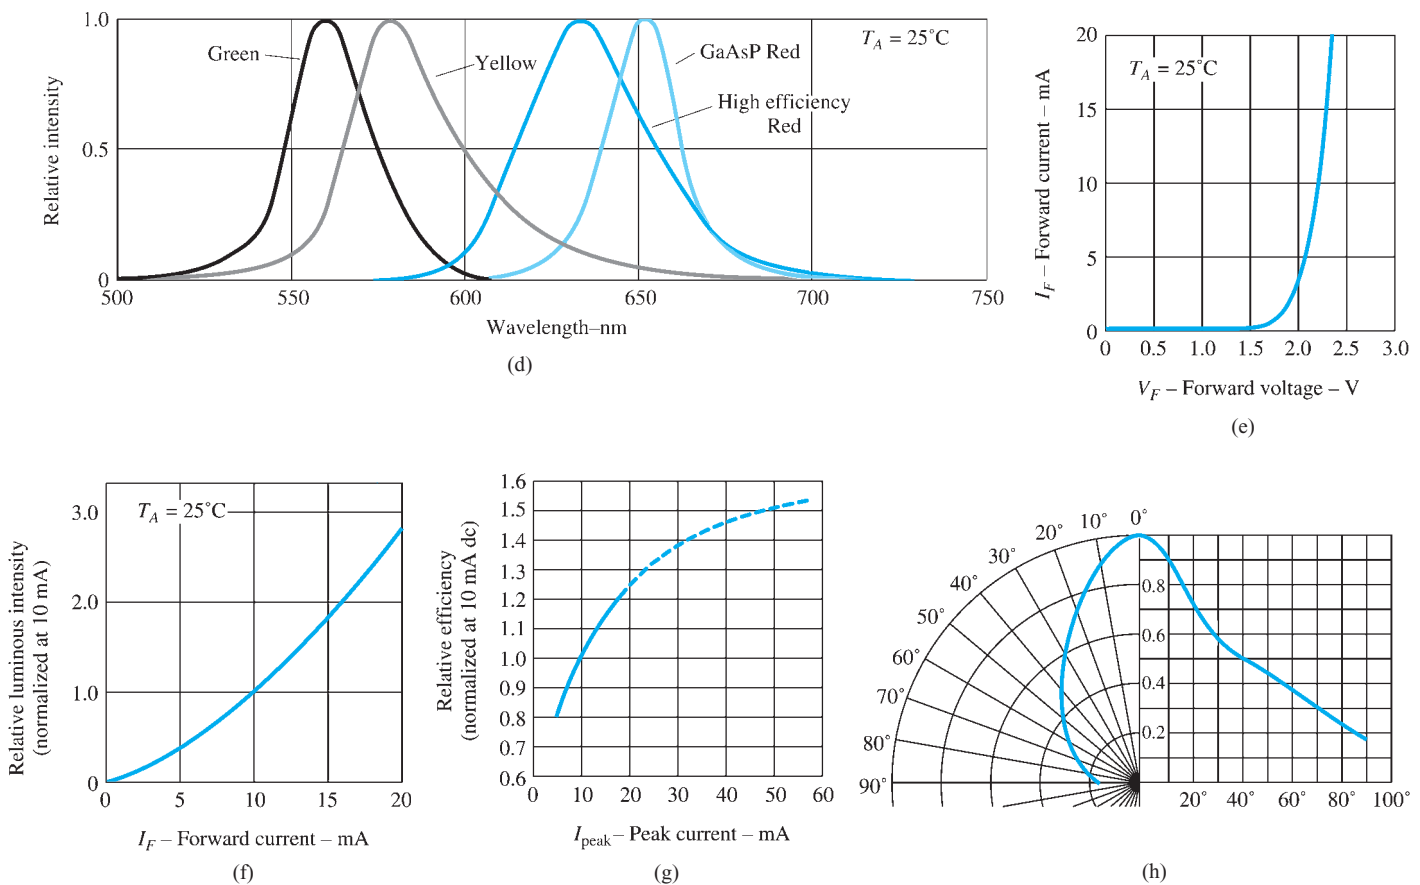 1.0
0.5
0
Relative intensity
Green
Yellow
GaAsP Red
High efficiency
Red
T_A = 25°C
500 550 600 650 700 750
Wavelength–nm
(d)
20
15
10
5
0
I_F – Forward current – mA
T_A = 25°C
0 0.5 1.0 1.5 2.0 2.5 3.0
V_F – Forward voltage – V
(e)
3.0
2.0
1.0
0
Relative luminous intensity
(normalized at 10 mA)
T_A = 25°C
0 5 10 15 20
I_F – Forward current – mA
(f)
1.6
1.5
1.4
1.3
1.2
1.1
1.0
0.9
0.8
0.7
0.6
Relative efficiency
(normalized at 10 mA dc)
0 10 20 30 40 50 60
I_peak – Peak current – mA
(g)
0°
10°
20°
30°
40°
50°
60°
70°
80°
90°
0.8
0.6
0.4
0.2
20° 40° 60° 80° 100°
(h)